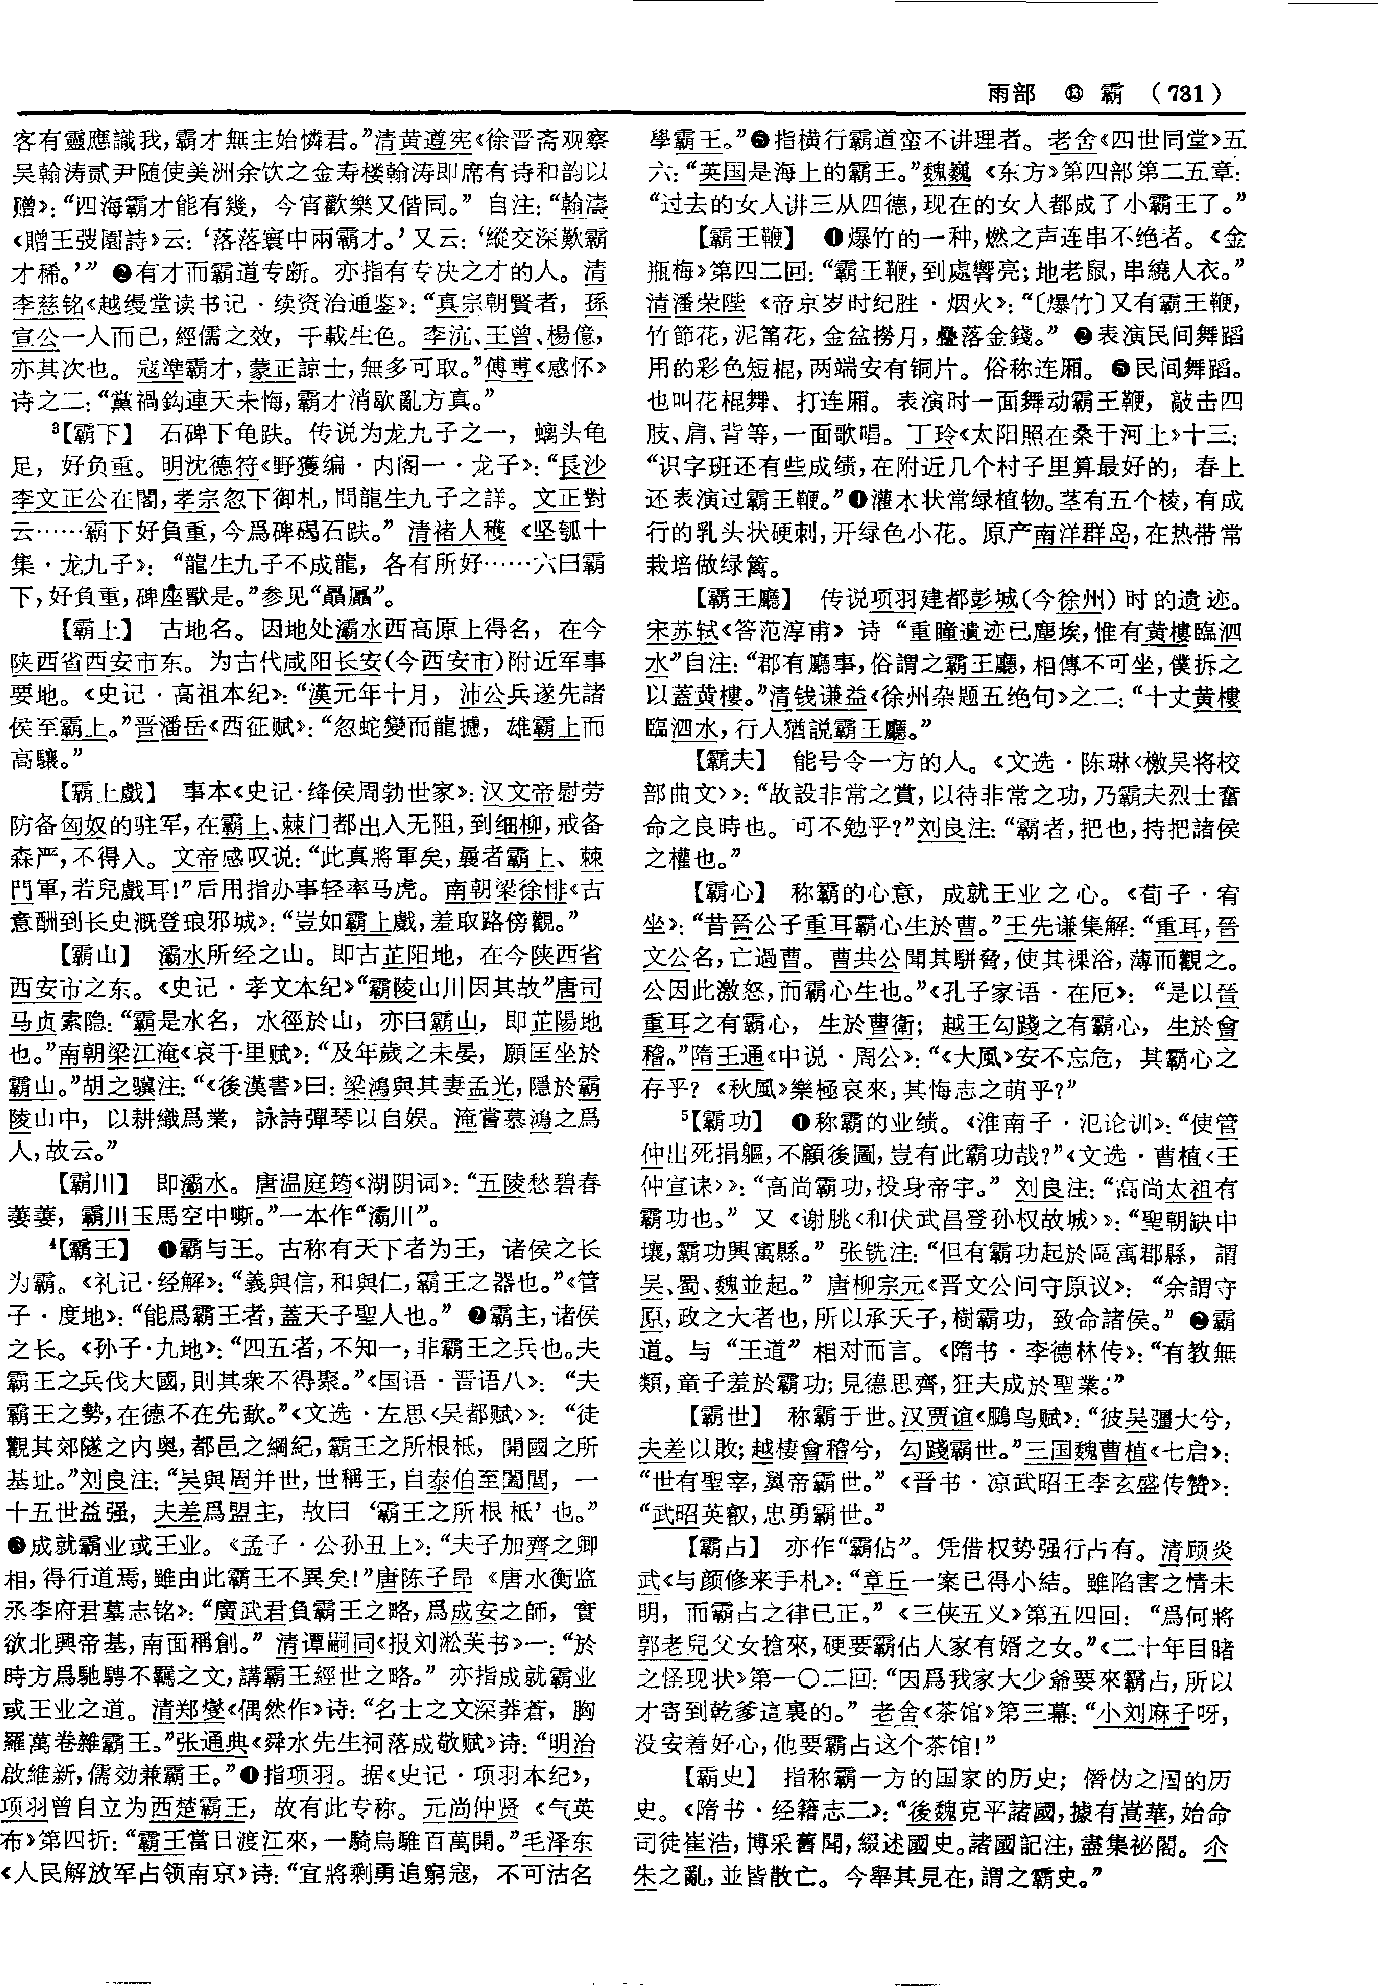 雨部 ⑬ 霸 （731）
客有靈應識我，霸才無主始憐君。”清黄遵宪《徐晋斋观察
吴翰涛贰尹随使美洲余饮之金寿楼翰涛即席有诗和韵以
赠》：“四海霸才能有幾，今宵歡樂又偕同。”自注：“翰濤
《贈王弢園詩》云：‘落落寰中兩霸才。’又云：‘縱交深歎霸
才稀。’”❷有才而霸道专断。亦指有专决之才的人。清
李慈铭《越缦堂读书记·续资治通鉴》：“真宗朝賢者，孫
宣公一人而已，經儒之效，千載生色。李沆、王曾、楊億，
亦其次也。寇準霸才，蒙正諒士，無多可取。”傅尃《感怀》
诗之二：“黨禍鈎連天未悔，霸才消歇亂方真。”
³【霸下】 石碑下龟趺。传说为龙九子之一，螭头龟
足，好负重。明沈德符《野獲编·内阁一·龙子》：“長沙
李文正公在閣，孝宗忽下御札，問龍生九子之詳。文正對
云……霸下好負重，今爲碑碣石趺。”清褚人穫《坚瓠十
集·龙九子》：“龍生九子不成龍，各有所好……六曰霸
下，好負重，碑座獸是。”参见“贔屭”。
【霸上】 古地名。因地处灞水西高原上得名，在今
陕西省西安市东。为古代咸阳长安（今西安市）附近军事
要地。《史记·高祖本纪》：“漢元年十月，沛公兵遂先諸
侯至霸上。”晋潘岳《西征赋》：“忽蛇變而龍攄，雄霸上而
高驤。”
【霸上戲】 事本《史记·绛侯周勃世家》：汉文帝慰劳
防备匈奴的驻军，在霸上、棘门都出入无阻，到细柳，戒备
森严，不得入。文帝感叹说：“此真將軍矣，曩者霸上、棘
門軍，若兒戲耳！”后用指办事轻率马虎。南朝梁徐悱《古
意酬到长史溉登琅邪城》：“豈如霸上戲，羞取路傍觀。”
【霸山】 灞水所经之山。即古芷阳地，在今陕西省
西安市之东。《史记·孝文本纪》“霸陵山川因其故”唐司
马贞索隐：“霸是水名，水徑於山，亦曰霸山，即芷陽地
也。”南朝梁江淹《哀千里赋》：“及年歲之未晏，願匡坐於
霸山。”胡之骥注：“《後漢書》曰：梁鴻與其妻孟光，隱於霸
陵山中，以耕織爲業，詠詩彈琴以自娱。淹嘗慕鴻之爲
人，故云。”
【霸川】 即灞水。唐温庭筠《湖阴词》：“五陵愁碧春
萋萋，霸川玉馬空中嘶。”一本作“灞川”。
⁴【霸王】 ❶霸与王。古称有天下者为王，诸侯之长
为霸。《礼记·经解》：“義與信，和與仁，霸王之器也。”《管
子·度地》：“能爲霸王者，蓋天子聖人也。”❷霸主，诸侯
之长。《孙子·九地》：“四五者，不知一，非霸王之兵也。夫
霸王之兵伐大國，則其衆不得聚。”《国语·晋语八》：“夫
霸王之勢，在德不在先歃。”《文选·左思〈吴都赋〉》：“徒
觀其郊隧之内奥，都邑之綱紀，霸王之所根柢，開國之所
基址。”刘良注：“吴與周并世，世稱王，自泰伯至闔閭，一
十五世益强，夫差爲盟主，故曰‘霸王之所根柢’也。”
❸成就霸业或王业。《孟子·公孙丑上》：“夫子加齊之卿
相，得行道焉，雖由此霸王不異矣！”唐陈子昂《唐水衡监
丞李府君墓志铭》：“廣武君負霸王之略，爲成安之師，實
欲北興帝基，南面稱創。”清谭嗣同《报刘淞芙书》一：“於
時方爲馳騁不羈之文，講霸王經世之略。”亦指成就霸业
或王业之道。清郑燮《偶然作》诗：“名士之文深莽蒼，胸
羅萬卷雜霸王。”张通典《舜水先生祠落成敬赋》诗：“明治
啟維新，儒効兼霸王。”❹指项羽。据《史记·项羽本纪》，
项羽曾自立为西楚霸王，故有此专称。元尚仲贤《气英
布》第四折：“霸王當日渡江來，一騎烏騅百萬開。”毛泽东
《人民解放军占领南京》诗：“宜將剩勇追窮寇，不可沽名
學霸王。”❺指横行霸道蛮不讲理者。老舍《四世同堂》五
六：“英国是海上的霸王。”魏巍《东方》第四部第二五章：
“过去的女人讲三从四德，现在的女人都成了小霸王了。”
【霸王鞭】 ❶爆竹的一种，燃之声连串不绝者。《金
瓶梅》第四二回：“霸王鞭，到處響亮；地老鼠，串繞人衣。”
清潘荣陛《帝京岁时纪胜·烟火》：“〔爆竹〕又有霸王鞭，
竹節花，泥筩花，金盆撈月，疊落金錢。”❷表演民间舞蹈
用的彩色短棍，两端安有铜片。俗称连厢。❸民间舞蹈。
也叫花棍舞、打连厢。表演时一面舞动霸王鞭，敲击四
肢、肩、背等，一面歌唱。丁玲《太阳照在桑干河上》十三：
“识字班还有些成绩，在附近几个村子里算最好的，春上
还表演过霸王鞭。”❹灌木状常绿植物。茎有五个棱，有成
行的乳头状硬刺，开绿色小花。原产南洋群岛，在热带常
栽培做绿篱。
【霸王廳】 传说项羽建都彭城（今徐州）时的遗迹。
宋苏轼《答范淳甫》诗“重瞳遺迹已塵埃，惟有黄樓臨泗
水”自注：“郡有廳事，俗謂之霸王廳，相傳不可坐，僕拆之
以蓋黄樓。”清钱谦益《徐州杂题五绝句》之二：“十丈黄樓
臨泗水，行人猶説霸王廳。”
【霸夫】 能号令一方的人。《文选·陈琳〈檄吴将校
部曲文〉》：“故設非常之賞，以待非常之功，乃霸夫烈士奮
命之良時也。可不勉乎？”刘良注：“霸者，把也，持把諸侯
之權也。”
【霸心】 称霸的心意，成就王业之心。《荀子·宥
坐》：“昔晉公子重耳霸心生於曹。”王先谦集解：“重耳，晉
文公名，亡過曹。曹共公聞其駢脅，使其祼浴，薄而觀之。
公因此激怒，而霸心生也。”《孔子家语·在厄》：“是以晉
重耳之有霸心，生於曹衛；越王勾踐之有霸心，生於會
稽。”隋王通《中说·周公》：“《大風》安不忘危，其霸心之
存乎？《秋風》樂極哀來，其悔志之萌乎？”
⁵【霸功】 ❶称霸的业绩。《淮南子·氾论训》：“使管
仲出死捐軀，不顧後圖，豈有此霸功哉？”《文选·曹植〈王
仲宣诔〉》：“高尚霸功，投身帝宇。”刘良注：“高尚太祖有
霸功也。”又《谢朓〈和伏武昌登孙权故城〉》：“聖朝缺中
壤，霸功興寓縣。”张铣注：“但有霸功起於區寓郡縣，謂
吴、蜀、魏並起。”唐柳宗元《晋文公问守原议》：“余謂守
原，政之大者也，所以承天子，樹霸功，致命諸侯。”❷霸
道。与“王道”相对而言。《隋书·李德林传》：“有教無
類，童子羞於霸功；見德思齊，狂夫成於聖業。”
【霸世】 称霸于世。汉贾谊《鵩鸟赋》：“彼吴彊大兮，
夫差以敗；越棲會稽兮，勾踐霸世。”三国魏曹植《七启》：
“世有聖宰，翼帝霸世。”《晋书·凉武昭王李玄盛传赞》：
“武昭英叡，忠勇霸世。”
【霸占】 亦作“霸佔”。凭借权势强行占有。清顾炎
武《与颜修来手札》：“章丘一案已得小結。雖陷害之情未
明，而霸占之律已正。”《三侠五义》第五四回：“爲何將
郭老兒父女搶來，硬要霸佔人家有婿之女。”《二十年目睹
之怪现状》第一〇二回：“因爲我家大少爺要來霸占，所以
才寄到乾爹這裏的。”老舍《茶馆》第三幕：“小刘麻子呀，
没安着好心，他要霸占这个茶馆！”
【霸史】 指称霸一方的国家的历史；僭伪之国的历
史。《隋书·经籍志二》：“後魏克平諸國，據有嵩華，始命
司徒崔浩，博采舊聞，綴述國史。諸國記注，盡集祕閣。尒
朱之亂，並皆散亡。今舉其見在，謂之霸史。”